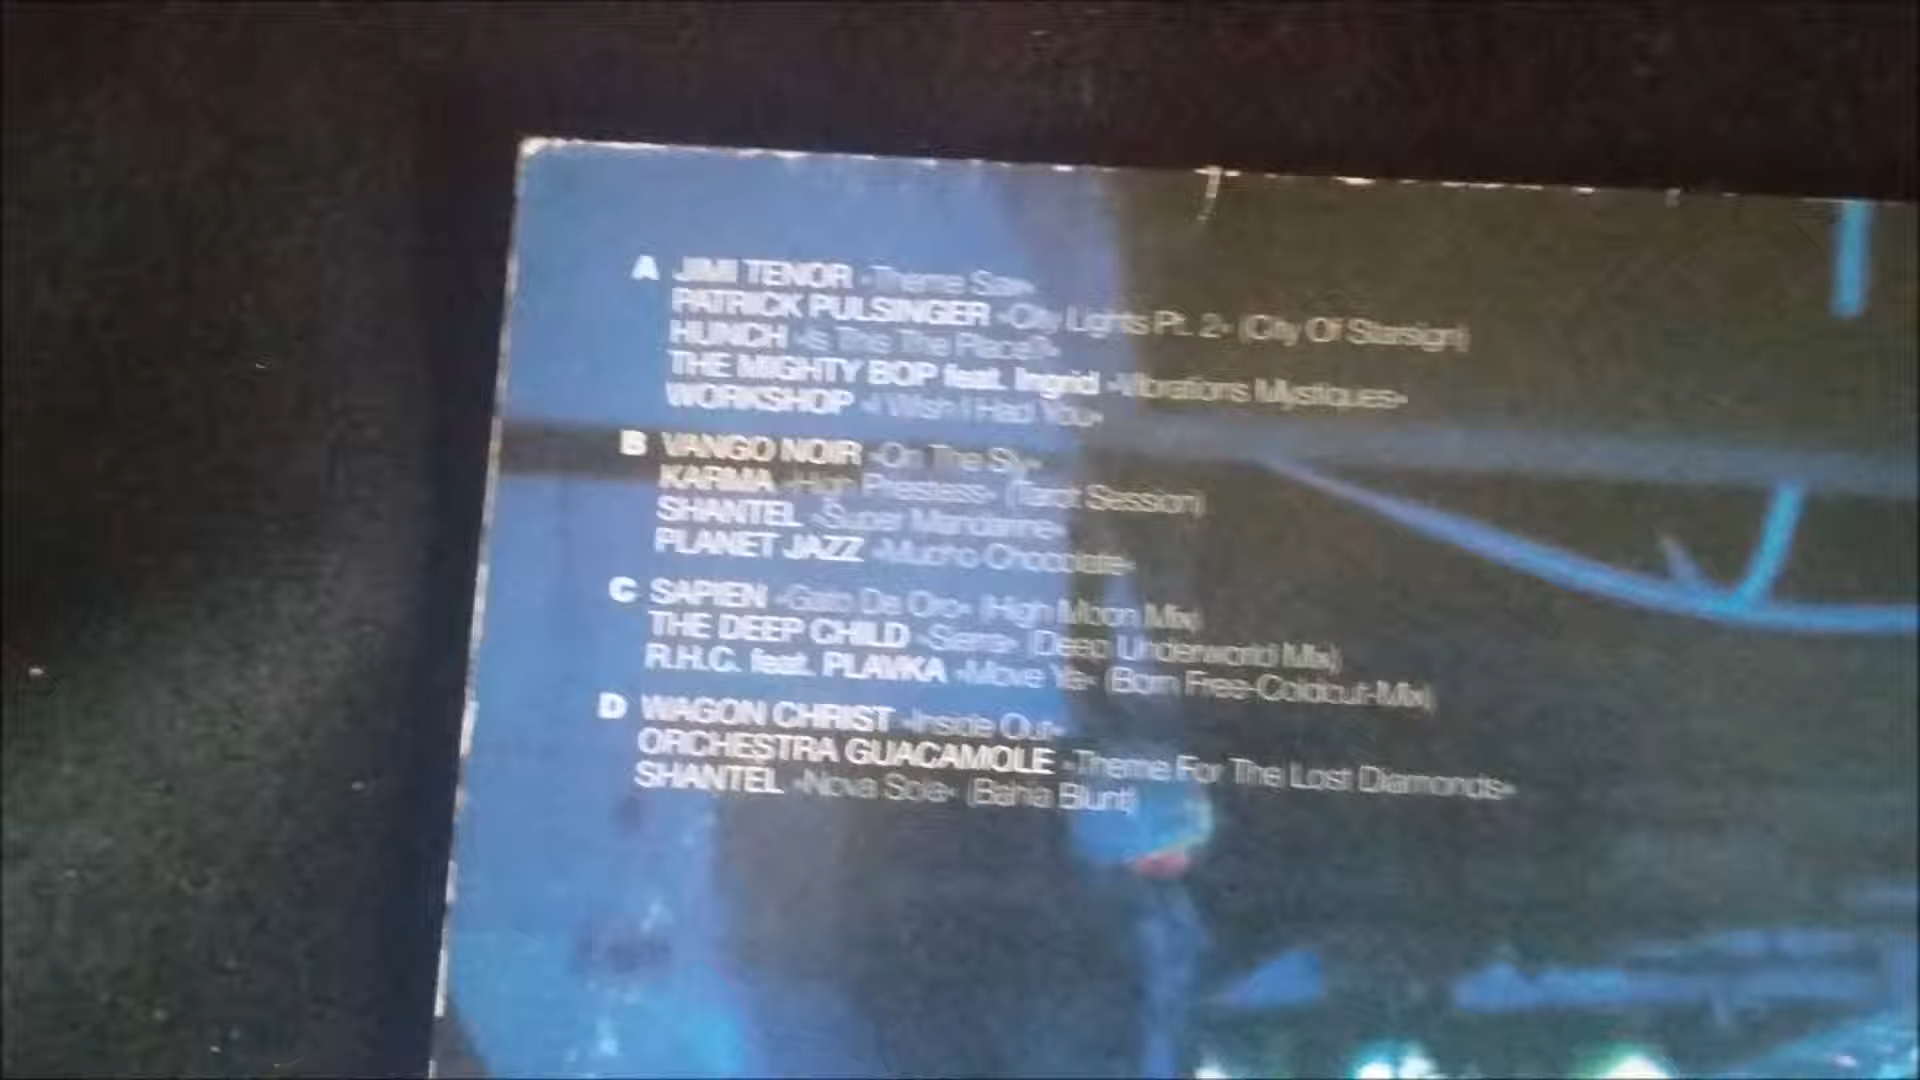 A JIMI TENOR »Theme Sax«
PATRICK PULSINGER »City Lights Pt. 2« (City Of Starsign)
HUNCH »Is This The Place?«
THE MIGHTY BOP feat. Ingrid »Vibrations Mystiques«
WORKSHOP »I Wish I Had You«
B VANGO NOIR »On The Sly«
KARMA »High Priestess« (Tarot Session)
SHANTEL »Super Mandarine«
PLANET JAZZ »Mucho Chocolate«
C SAPIEN »Gato De Oro« (High Moon Mix)
THE DEEP CHILD (Deep Underworld Mix)
R.H.C. feat. PLAVKA »Move Ya« (Born Free-Coldcut-Mix)
D WAGON CHRIST »Inside Out«
ORCHESTRA GUACAMOLE »Theme For The Lost Diamonds«
SHANTEL »Nova Sola« (Bahia Blunt)